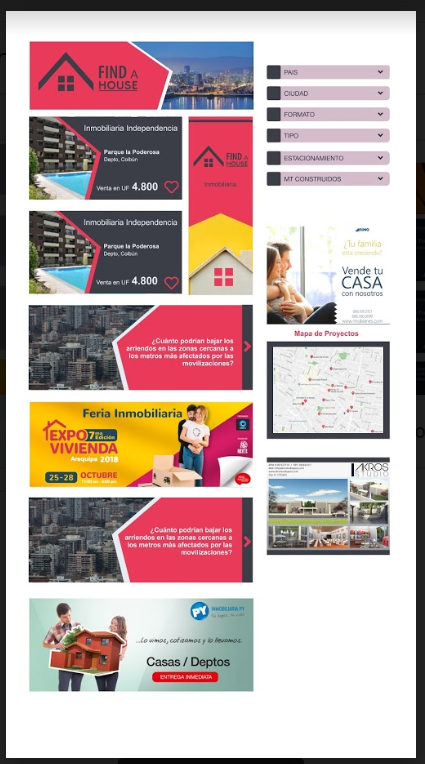 FIND A
HOUSE
PAIS
CIUDAD
FORMATO
TIPO
ESTACIONAMIENTO
MT CONSTRUIDOS
Inmobiliaria Independencia
Parque la Poderosa
Depto, Colbún
Venta en UF 4.800
FIND A
HOUSE
Inmobiliaria
Inmobiliaria Independencia
Parque la Poderosa
Depto, Colbún
Venta en UF 4.800
¿Tu familia
está creciendo?
Vende tu
CASA
con nosotros
Mapa de Proyectos
¿Cuánto podrían bajar los
arriendos en las zonas cercanas a
los metros más afectados por las
movilizaciones?
Feria Inmobiliaria
EXPO 7ma Edición
VIVIENDA
Arequipa 2018
25-28 OCTUBRE
AKROS
STUDIO
¿Cuánto podrían bajar los
arriendos en las zonas cercanas a
los metros más afectados por las
movilizaciones?
PY INMOBILIARIA PY
...lo vimos, cotizamos y lo llevamos.
Casas / Deptos
ENTREGA INMEDIATA